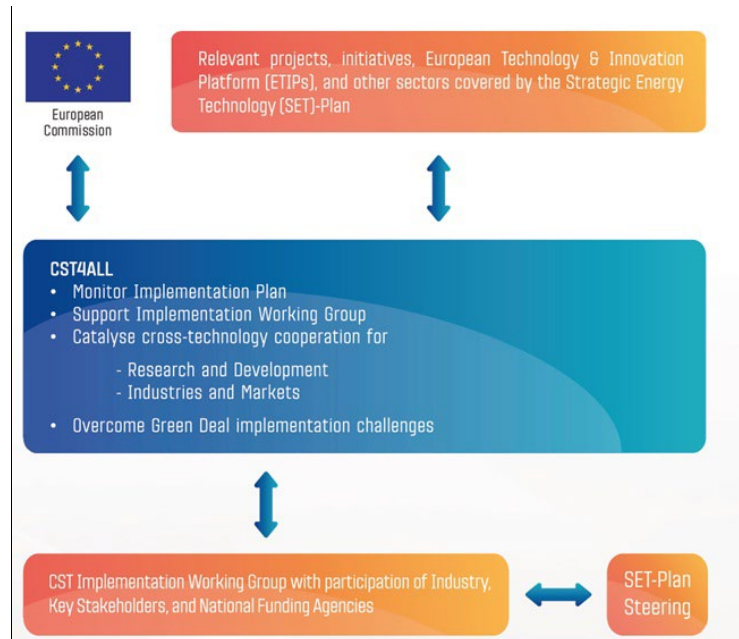 European
Commission
Relevant projects, initiatives, European Technology & Innovation
Platform (ETIPs), and other sectors covered by the Strategic Energy
Technology (SET)-Plan
CST4ALL
• Monitor Implementation Plan
• Support Implementation Working Group
• Catalyse cross-technology cooperation for
- Research and Development
- Industries and Markets
• Overcome Green Deal implementation challenges
CST Implementation Working Group with participation of Industry,
Key Stakeholders, and National Funding Agencies
SET-Plan
Steering